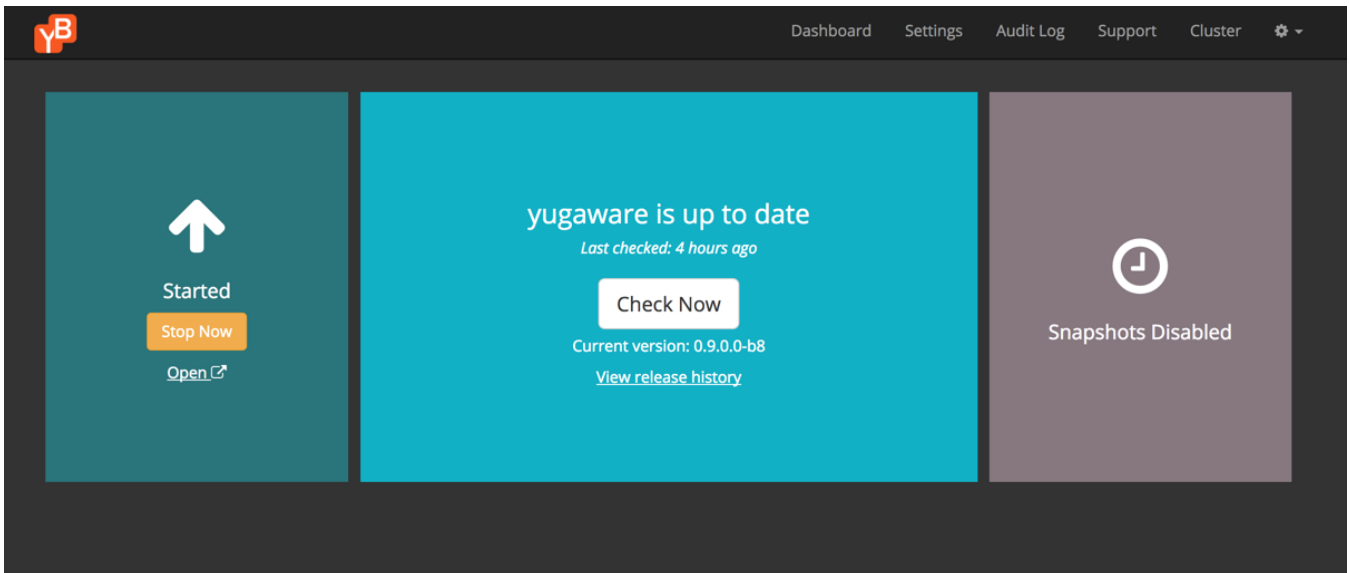 YB
Dashboard Settings Audit Log Support Cluster
Started
Stop Now
Open
yugaware is up to date
Last checked: 4 hours ago
Check Now
Current version: 0.9.0.0-b8
View release history
Snapshots Disabled